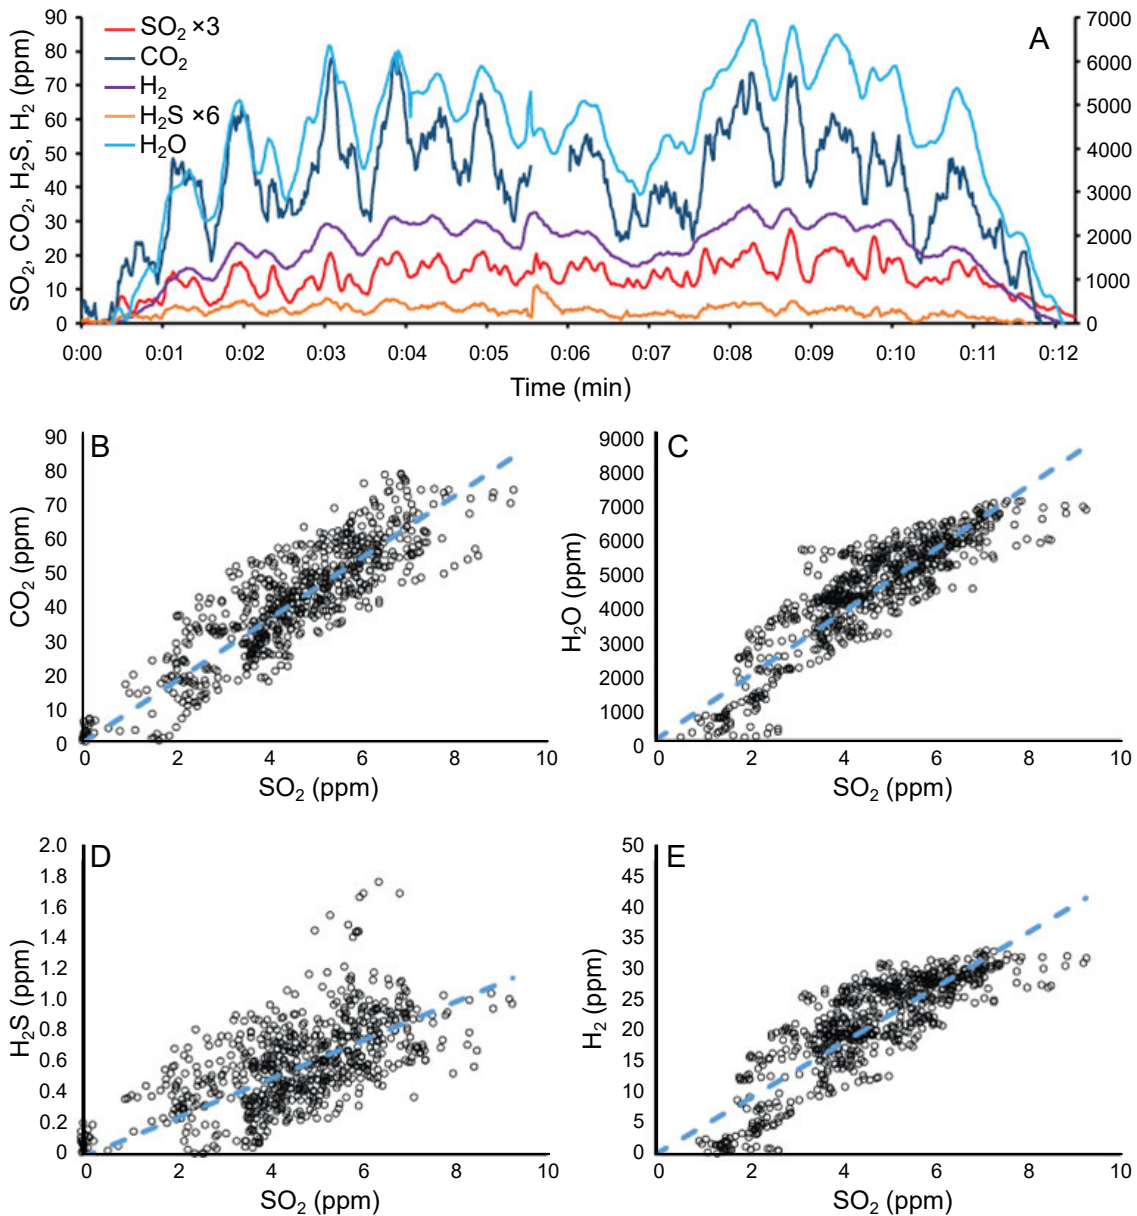 A
SO2 ×3
CO2
H2
H2S ×6
H2O
SO2, CO2, H2S, H2 (ppm)
90
80
70
60
50
40
30
20
10
0
7000
6000
5000
4000
3000
2000
1000
0
0:00 0:01 0:02 0:03 0:04 0:05 0:06 0:07 0:08 0:09 0:10 0:11 0:12
Time (min)
B
CO2 (ppm)
90
80
70
60
50
40
30
20
10
0
0 2 4 6 8 10
SO2 (ppm)
C
H2O (ppm)
9000
8000
7000
6000
5000
4000
3000
2000
1000
0
0 2 4 6 8 10
SO2 (ppm)
D
H2S (ppm)
2.0
1.8
1.6
1.4
1.2
1.0
0.8
0.6
0.4
0.2
0
0 2 4 6 8 10
SO2 (ppm)
E
H2 (ppm)
50
45
40
35
30
25
20
15
10
5
0
0 2 4 6 8 10
SO2 (ppm)